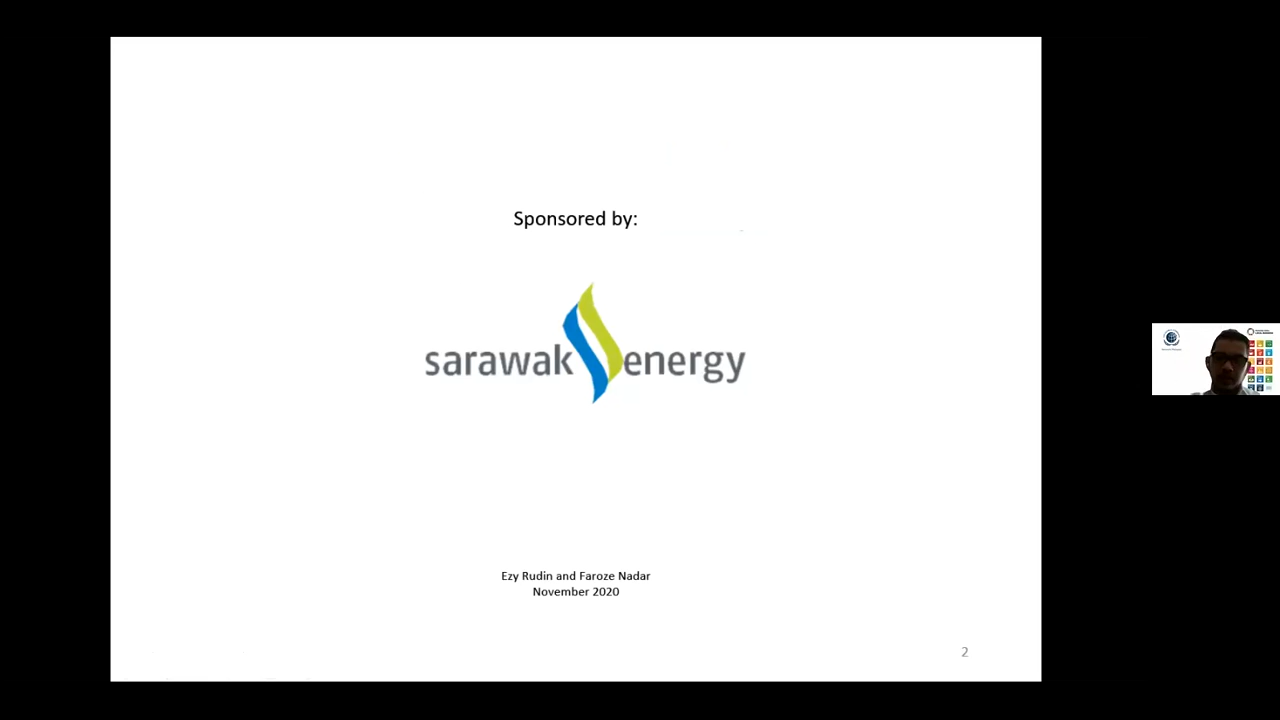 Sponsored by:
sarawak energy
Ezy Rudin and Faroze Nadar
November 2020
2